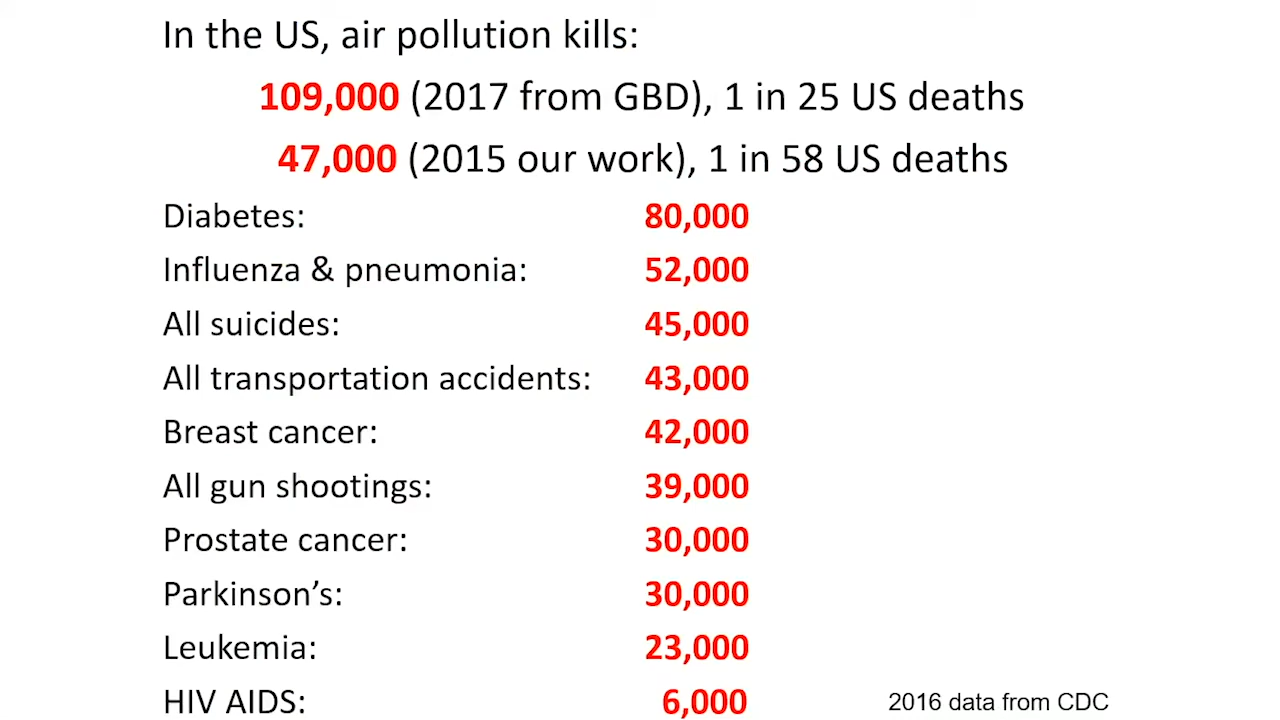 In the US, air pollution kills:
109,000 (2017 from GBD), 1 in 25 US deaths
47,000 (2015 our work), 1 in 58 US deaths
Diabetes: 80,000
Influenza & pneumonia: 52,000
All suicides: 45,000
All transportation accidents: 43,000
Breast cancer: 42,000
All gun shootings: 39,000
Prostate cancer: 30,000
Parkinson’s: 30,000
Leukemia: 23,000
HIV AIDS: 6,000 2016 data from CDC